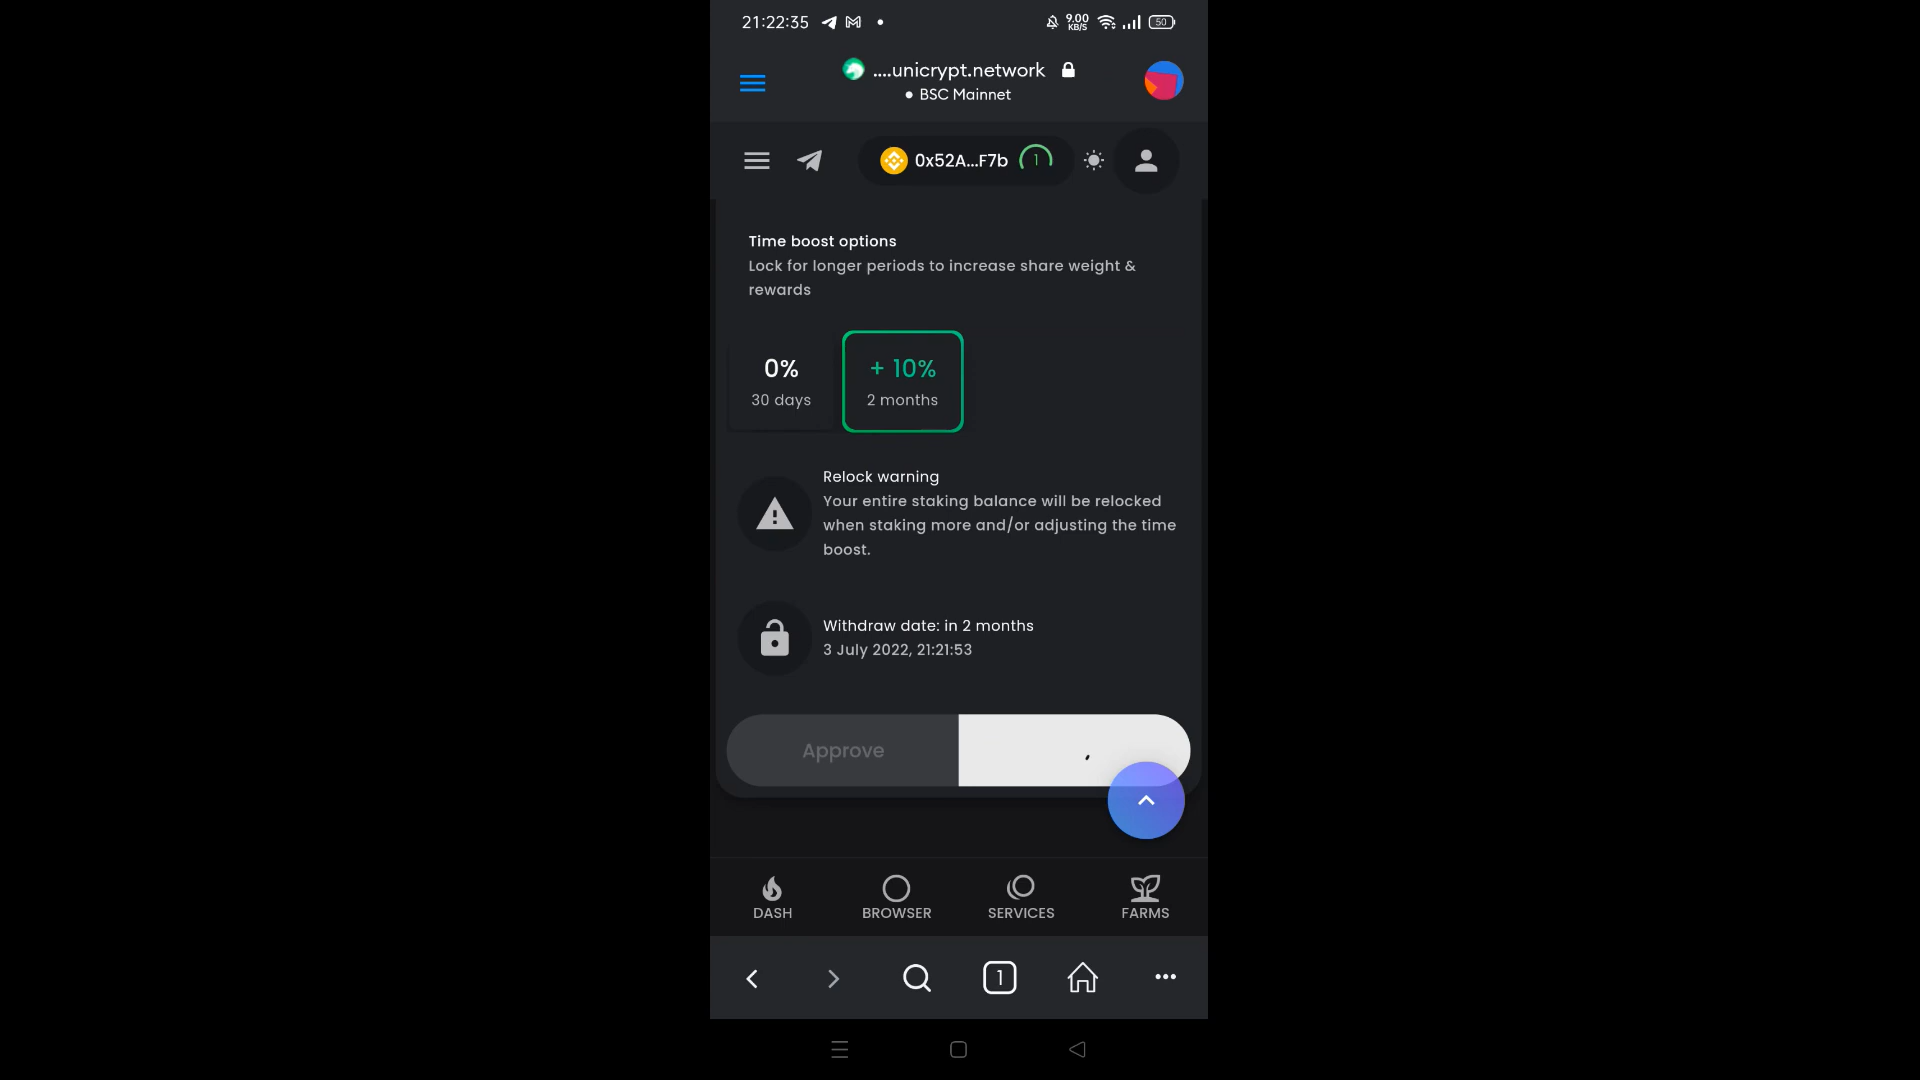 21:22:35
9.00
KB/S
50
....unicrypt.network
BSC Mainnet
0x52A...F7b
1
Time boost options
Lock for longer periods to increase share weight &
rewards
0%
30 days
+ 10%
2 months
Relock warning
Your entire staking balance will be relocked
when staking more and/or adjusting the time
boost.
Withdraw date: in 2 months
3 July 2022, 21:21:53
Approve
DASH
BROWSER
SERVICES
FARMS
1